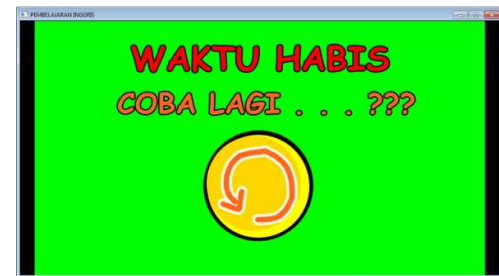 PEMBELAJARAN INGGRIS
WAKTU HABIS
COBA LAGI . . . ???